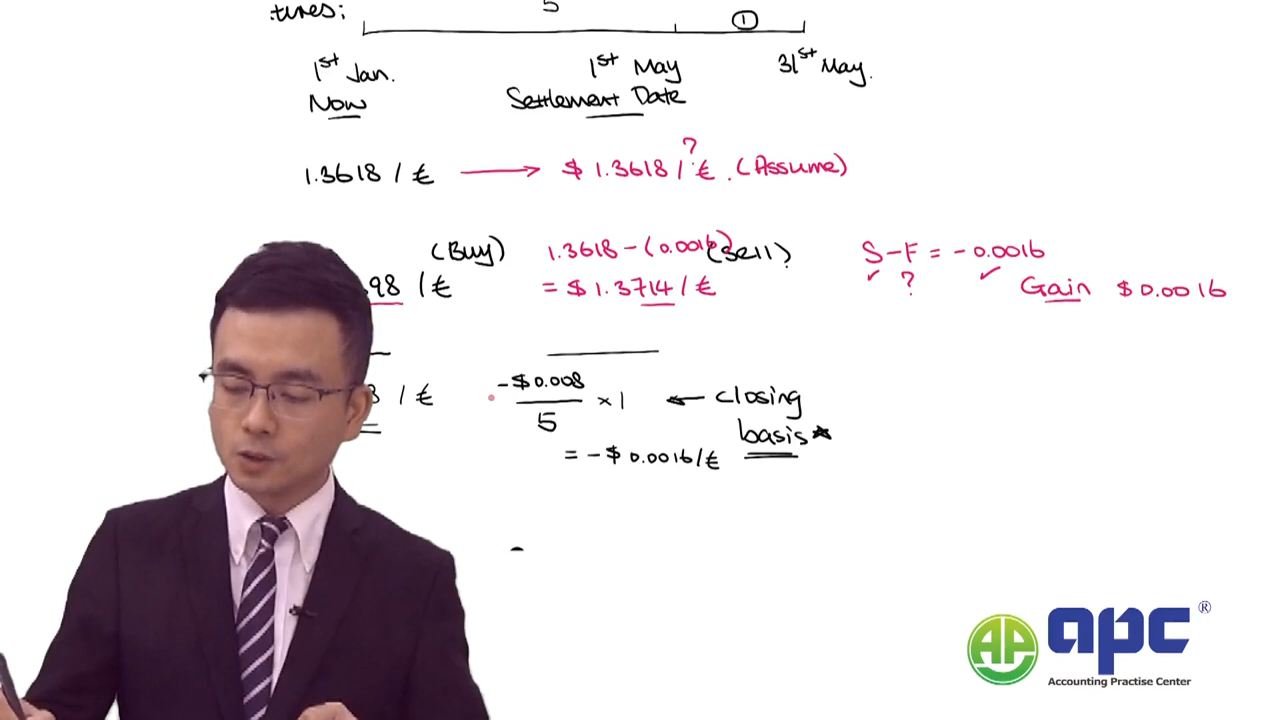 .tures; 5 ①
1st Jan. 1st May 31st May.
Now Settlement Date
1.3618 / € → $ 1.3618 /? € . (Assume)
(Buy) 1.3618 - (0.0016) (Sell) S - F = - 0.0016
98 / € = $ 1.3714 / € ✓ ? ✓ Gain $ 0.0016
/ € - $0.008 / 5 × 1 ← closing
basis★
= - $ 0.0016 / €
apc ®
Accounting Practise Center